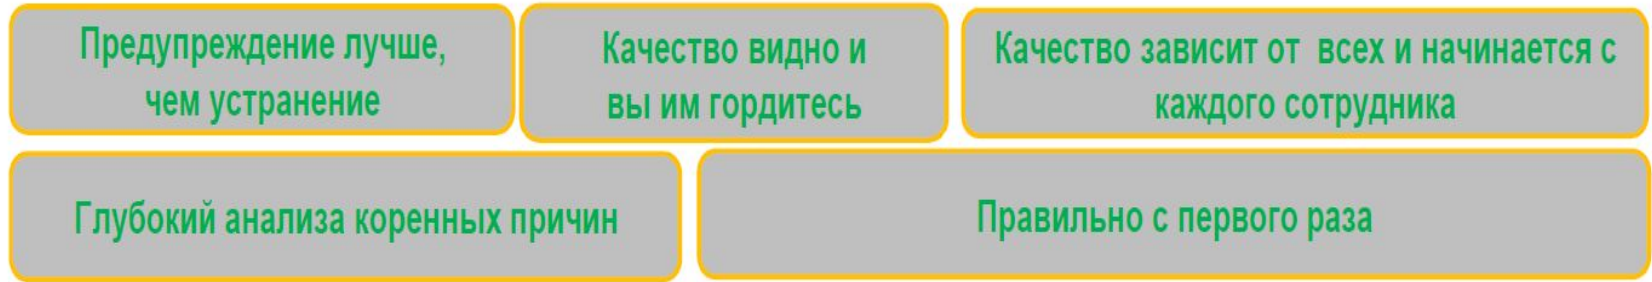 Предупреждение лучше,
чем устранение
Качество видно и
вы им гордитесь
Качество зависит от  всех и начинается с
каждого сотрудника
Глубокий анализа коренных причин
Правильно с первого раза